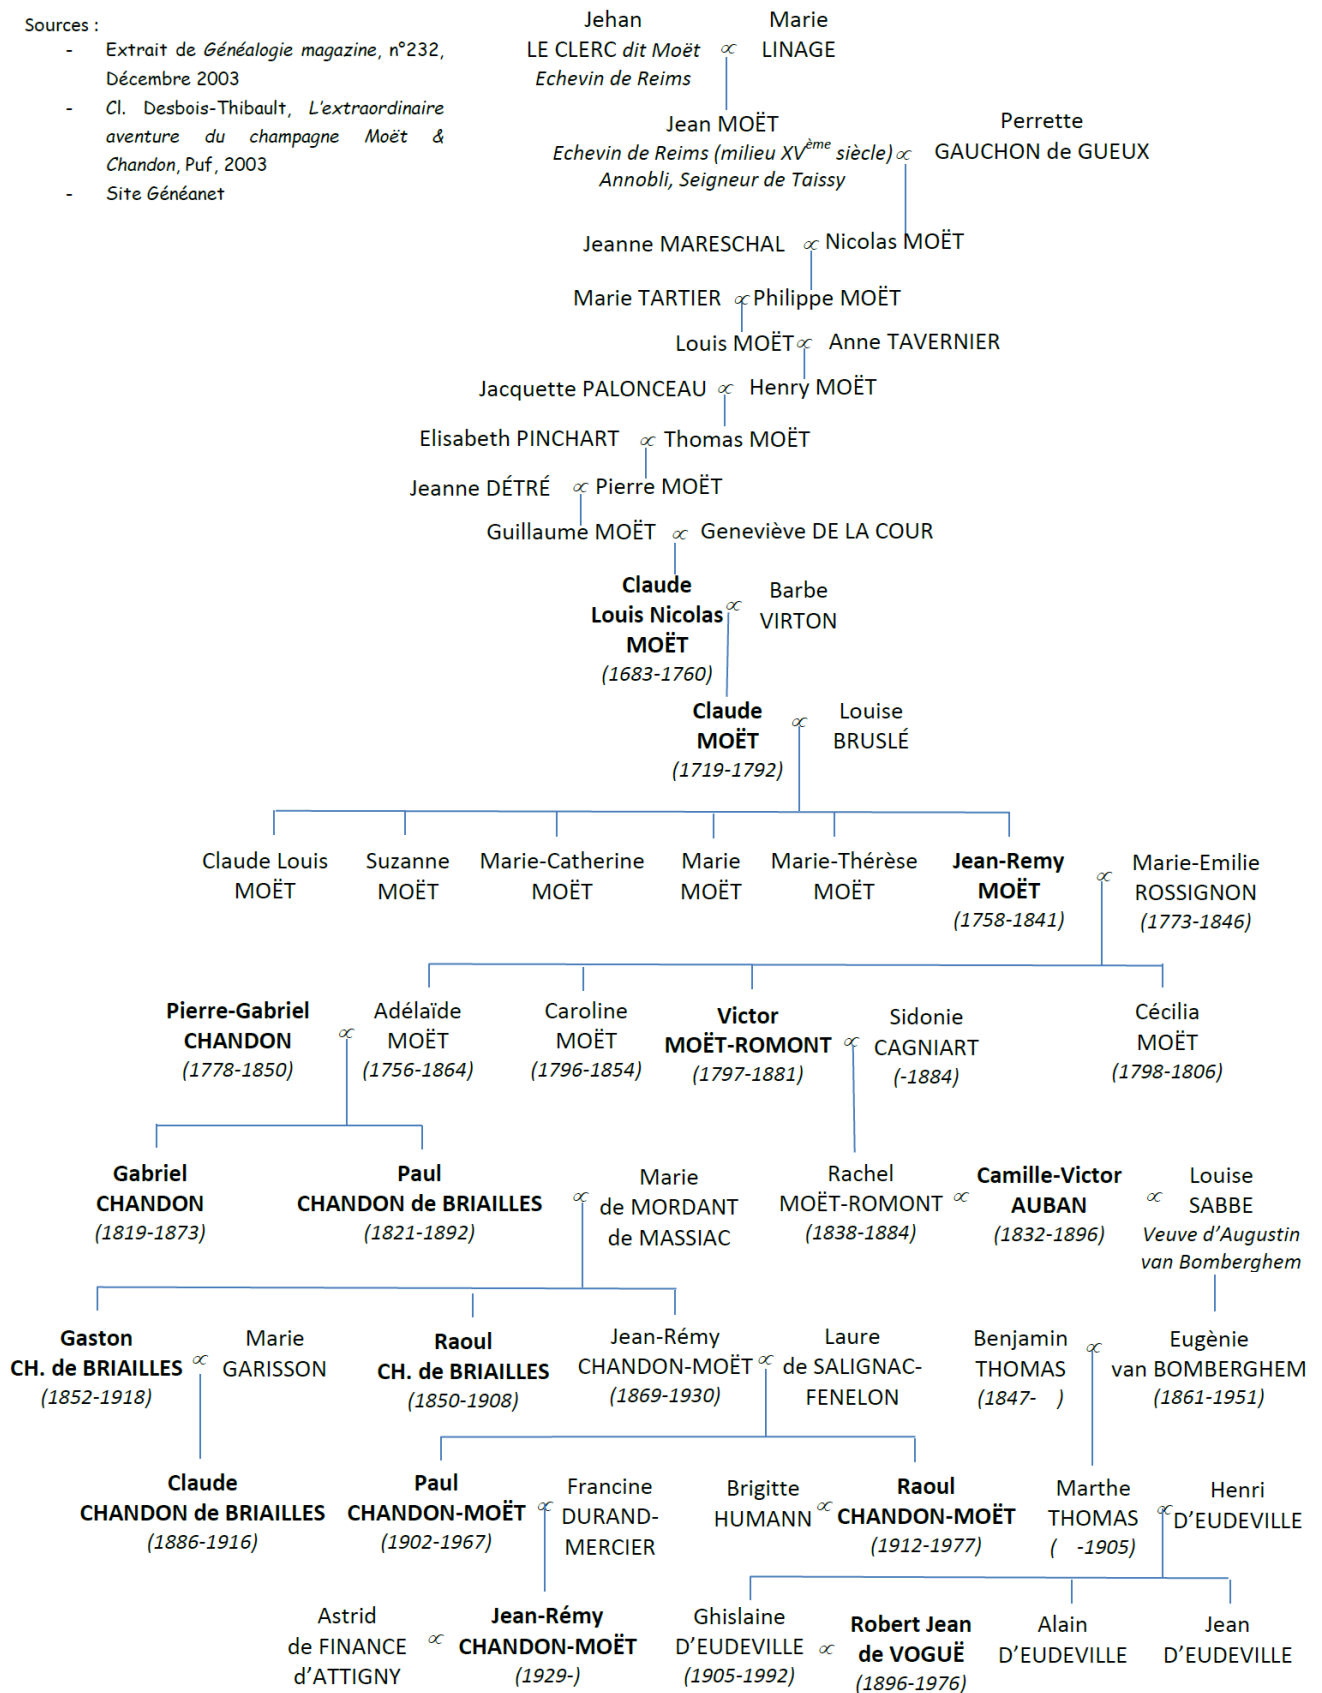 Sources :
- Extrait de Généalogie magazine, n°232,
Décembre 2003
- Cl. Desbois-Thibault, L'extraordinaire
aventure du champagne Moët &
Chandon, Puf, 2003
- Site Généanet
Jehan
LE CLERC dit Moët
Echevin de Reims
∝
Marie
LINAGE
Jean MOËT
Echevin de Reims (milieu XVème siècle)
Annobli, Seigneur de Taissy
∝
Perrette
GAUCHON de GUEUX
Jeanne MARESCHAL ∝ Nicolas MOËT
Marie TARTIER ∝ Philippe MOËT
Louis MOËT ∝ Anne TAVERNIER
Jacquette PALONCEAU ∝ Henry MOËT
Elisabeth PINCHART ∝ Thomas MOËT
Jeanne DÉTRÉ ∝ Pierre MOËT
Guillaume MOËT ∝ Geneviève DE LA COUR
Claude
Louis Nicolas
MOËT
(1683-1760)
∝
Barbe
VIRTON
Claude
MOËT
(1719-1792)
∝
Louise
BRUSLÉ
Claude Louis
MOËT
Suzanne
MOËT
Marie-Catherine
MOËT
Marie
MOËT
Marie-Thérèse
MOËT
Jean-Remy
MOËT
(1758-1841)
∝
Marie-Emilie
ROSSIGNON
(1773-1846)
Pierre-Gabriel
CHANDON
(1778-1850)
∝
Adélaïde
MOËT
(1756-1864)
Caroline
MOËT
(1796-1854)
Victor
MOËT-ROMONT
(1797-1881)
∝
Sidonie
CAGNIART
(-1884)
Cécilia
MOËT
(1798-1806)
Gabriel
CHANDON
(1819-1873)
Paul
CHANDON de BRIAILLES
(1821-1892)
∝
Marie
de MORDANT
de MASSIAC
Rachel
MOËT-ROMONT
(1838-1884)
∝
Camille-Victor
AUBAN
(1832-1896)
∝
Louise
SABBE
Veuve d'Augustin
van Bomberghem
Gaston
CH. de BRIAILLES
(1852-1918)
∝
Marie
GARISSON
Raoul
CH. de BRIAILLES
(1850-1908)
Jean-Rémy
CHANDON-MOËT
(1869-1930)
∝
Laure
de SALIGNAC-
FENELON
Benjamin
THOMAS
(1847- )
∝
Eugènie
van BOMBERGHEM
(1861-1951)
Claude
CHANDON de BRIAILLES
(1886-1916)
Paul
CHANDON-MOËT
(1902-1967)
∝
Francine
DURAND-
MERCIER
Brigitte
HUMANN
∝
Raoul
CHANDON-MOËT
(1912-1977)
Marthe
THOMAS
( -1905)
∝
Henri
D'EUDEVILLE
Astrid
de FINANCE
d'ATTIGNY
∝
Jean-Rémy
CHANDON-MOËT
(1929-)
Ghislaine
D'EUDEVILLE
(1905-1992)
∝
Robert Jean
de VOGUË
(1896-1976)
Alain
D'EUDEVILLE
Jean
D'EUDEVILLE